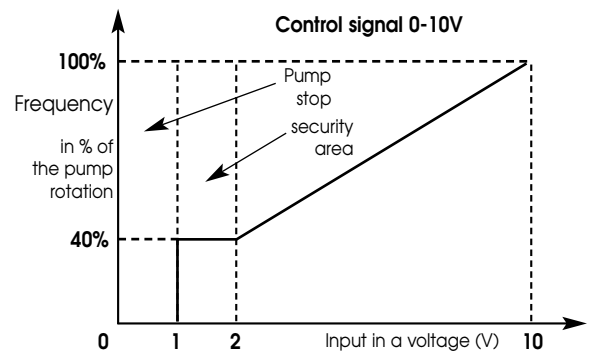 Control signal 0-10V
100%
Pump
stop
Frequency
security
area
in % of
the pump
rotation
40%
0 1 2 Input in a voltage (V) 10